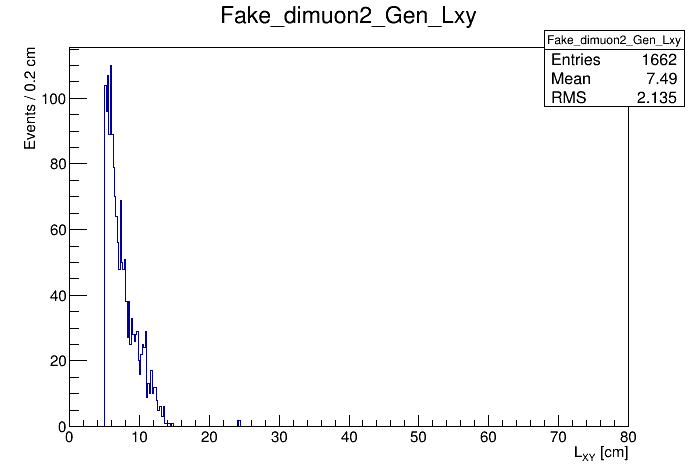 Fake_dimuon2_Gen_Lxy
Fake_dimuon2_Gen_Lxy
Entries 1662
Mean 7.49
RMS 2.135
Events / 0.2 cm
100
80
60
40
20
0
0 10 20 30 40 50 60 70 80
LXY [cm]